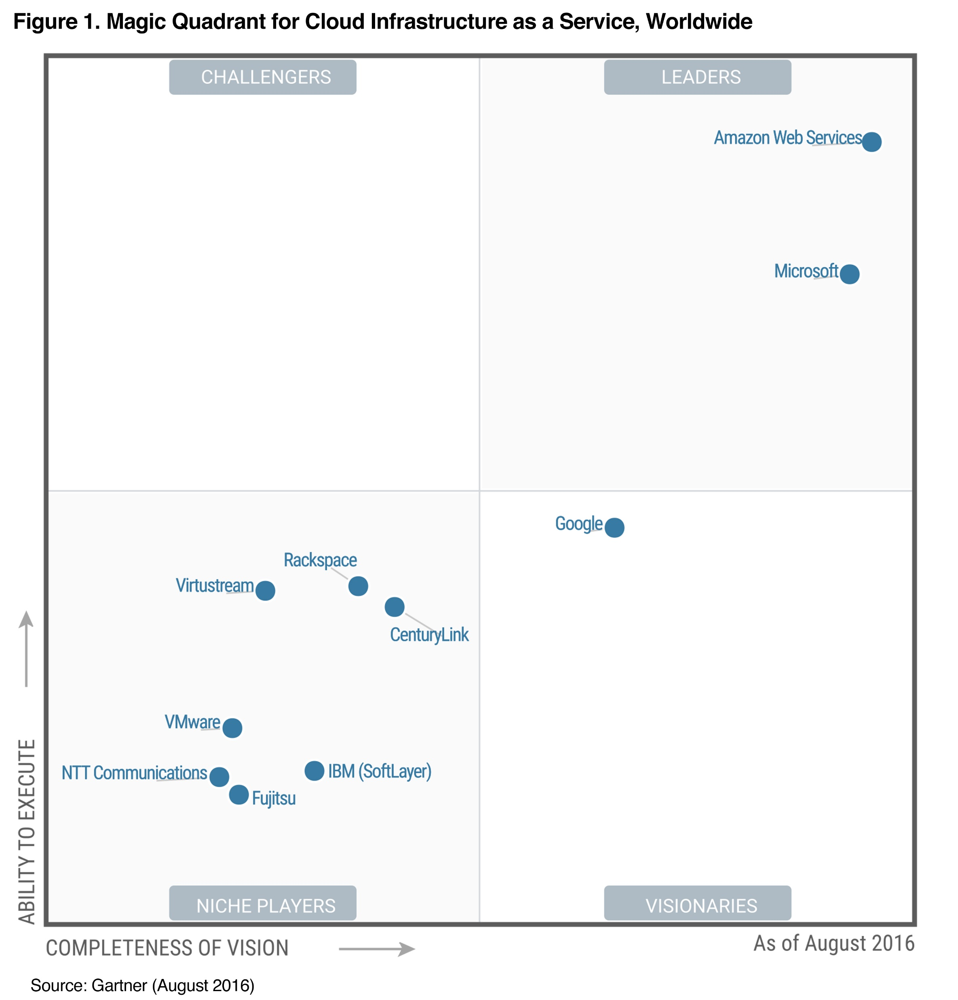 Figure 1. Magic Quadrant for Cloud Infrastructure as a Service, Worldwide
CHALLENGERS
LEADERS
Amazon Web Services
Microsoft
Google
Rackspace
Virtustream
CenturyLink
VMware
NTT Communications
IBM (SoftLayer)
Fujitsu
NICHE PLAYERS
VISIONARIES
ABILITY TO EXECUTE
COMPLETENESS OF VISION
As of August 2016
Source: Gartner (August 2016)